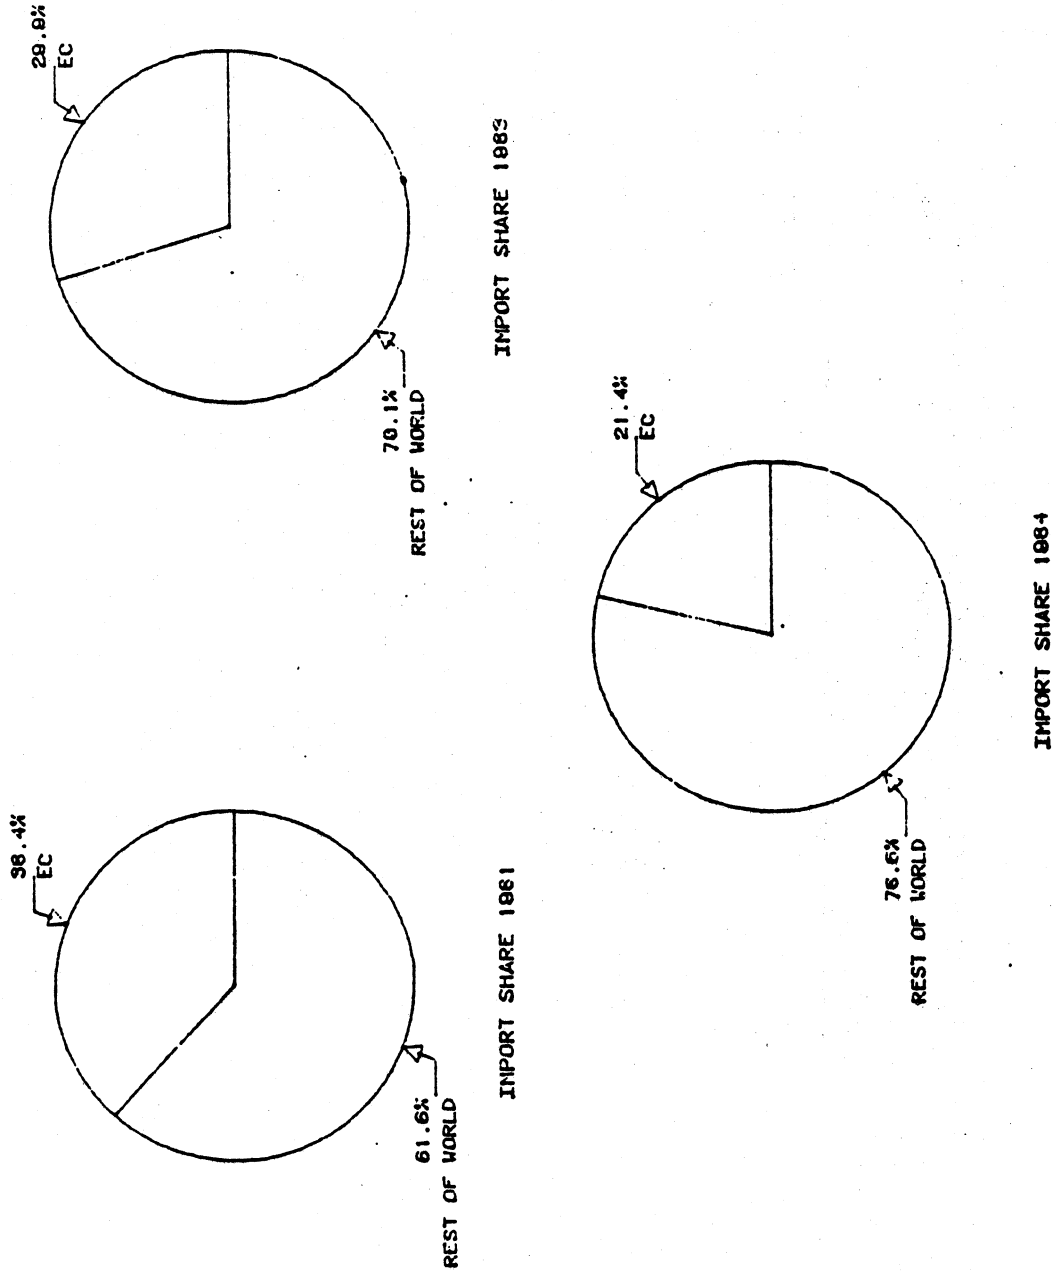 38.4%
EC
61.6%
REST OF WORLD
IMPORT SHARE 1981
29.9%
EC
70.1%
REST OF WORLD
IMPORT SHARE 1983
21.4%
EC
78.6%
REST OF WORLD
IMPORT SHARE 1984